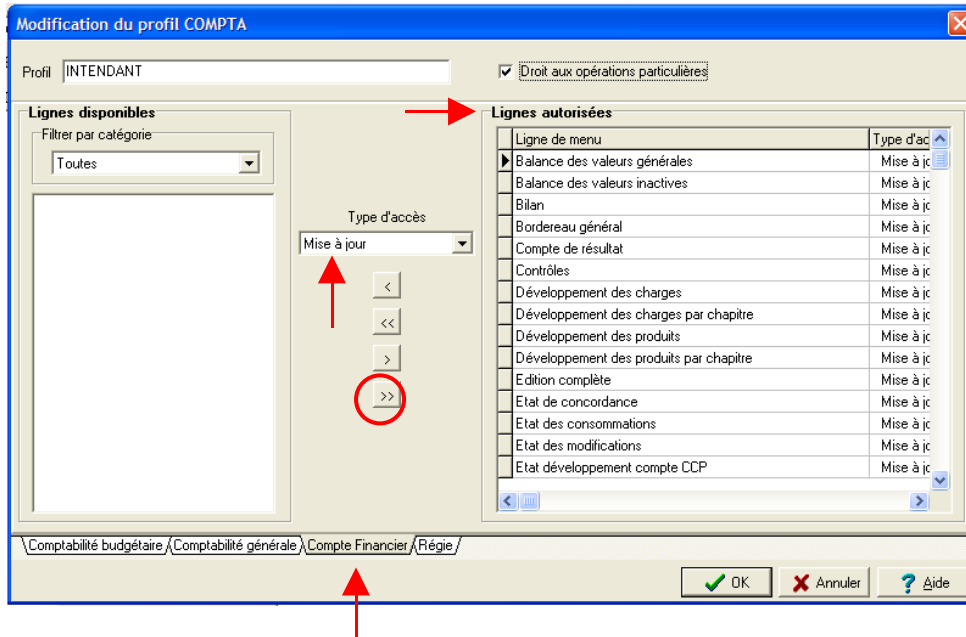 Modification du profil COMPTA
Profil INTENDANT
Droit aux opérations particulières
Lignes disponibles
Filtrer par catégorie
Toutes
Type d'accès
Mise à jour
<
<<
>
>>
Lignes autorisées
Ligne de menu Type d'ac
Balance des valeurs générales Mise à jo
Balance des valeurs inactives Mise à jo
Bilan Mise à jo
Bordereau général Mise à jo
Compte de résultat Mise à jo
Contrôles Mise à jo
Développement des charges Mise à jo
Développement des charges par chapitre Mise à jo
Développement des produits Mise à jo
Développement des produits par chapitre Mise à jo
Edition complète Mise à jo
Etat de concordance Mise à jo
Etat des consommations Mise à jo
Etat des modifications Mise à jo
Etat développement compte CCP Mise à jo
Comptabilité budgétaire Comptabilité générale Compte Financier Régie
OK Annuler ? Aide